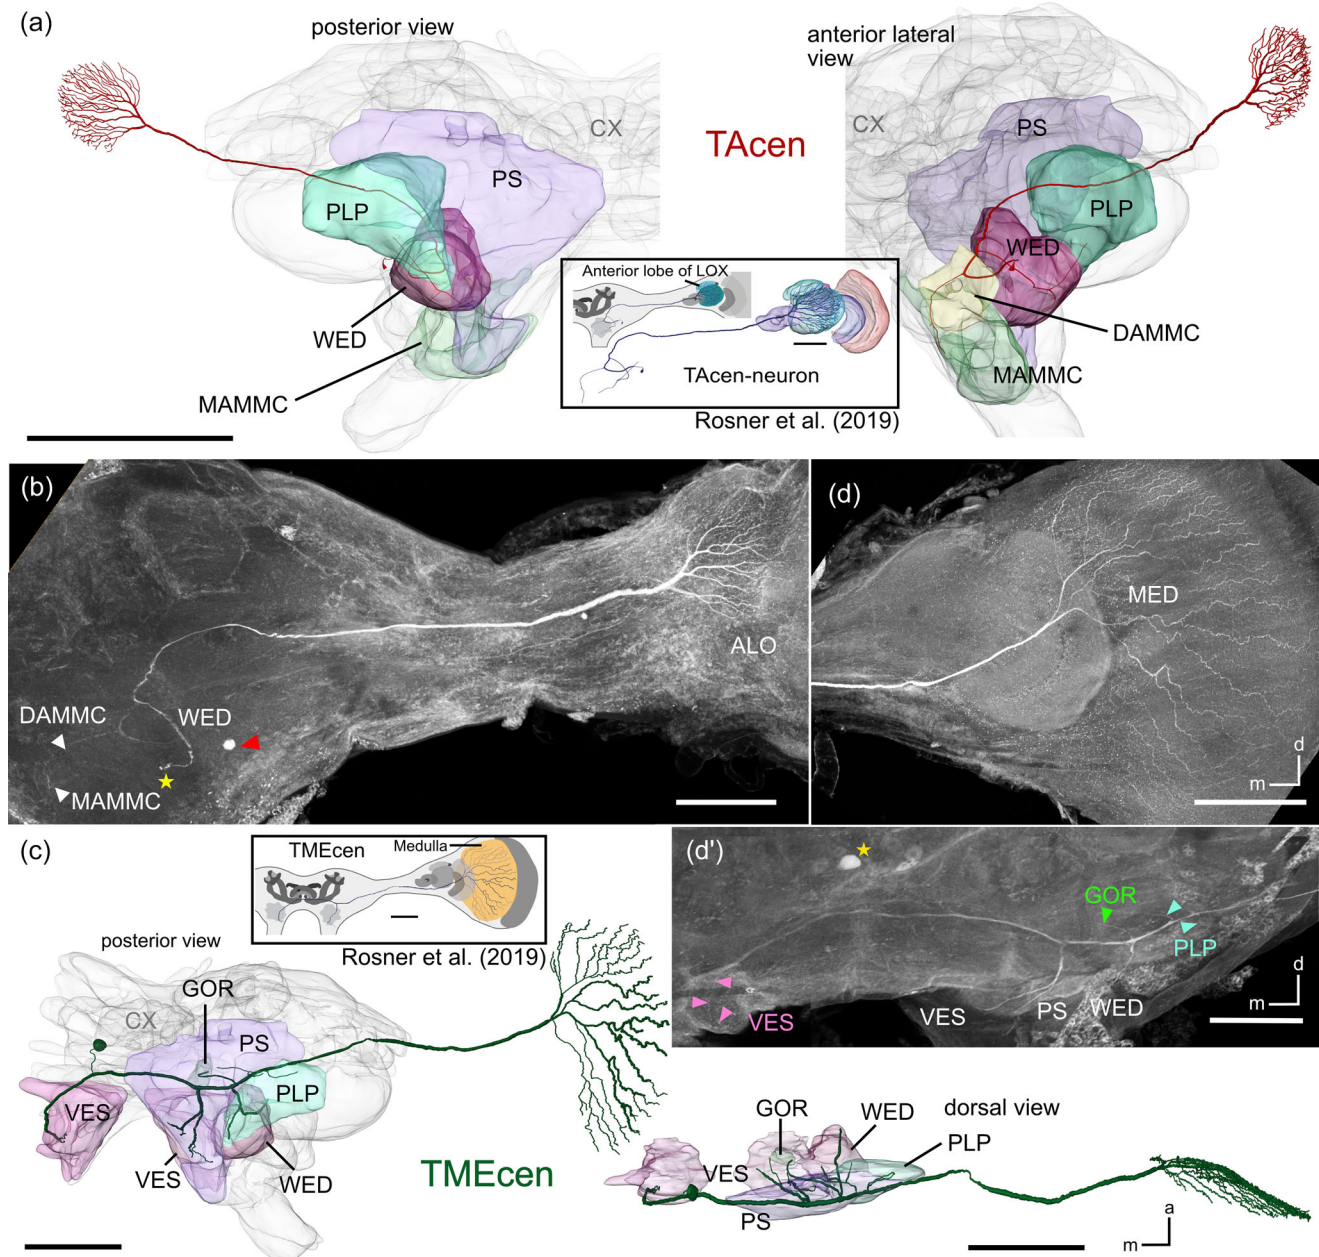 (a)
posterior view
CX
PS
PLP
WED
MAMMC
TAcen
anterior lateral
view
CX
PS
PLP
WED
DAMMC
MAMMC
Anterior lobe of LOX
TAcen-neuron
Rosner et al. (2019)
(b)
ALO
DAMMC
WED
MAMMC
(d)
MED
d
m
(c)
TMEcen
Medulla
Rosner et al. (2019)
posterior view
GOR
CX
PS
PLP
VES
VES
WED
TMEcen
(d')
GOR
PLP
VES
VES
PS
WED
d
m
GOR
WED
dorsal view
PLP
VES
PS
a
m